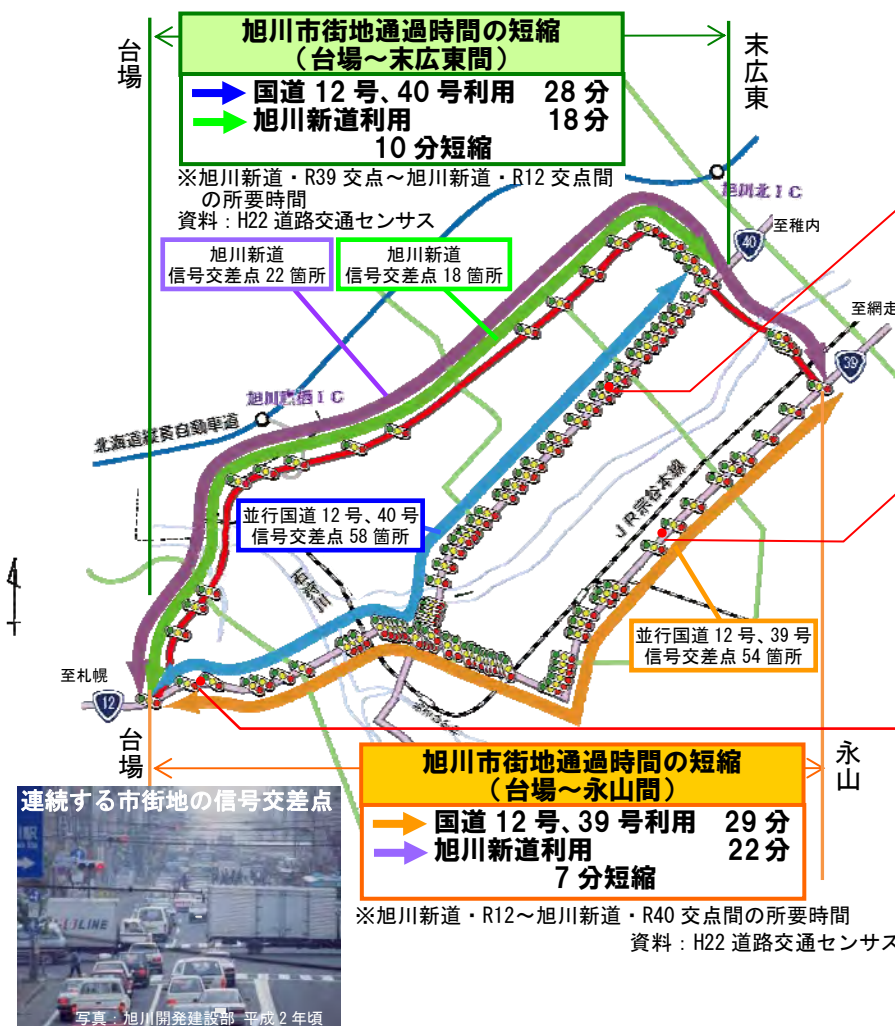 台場
旭川市街地通過時間の短縮
（台場～末広東間）
国道 12 号、40 号利用 28 分
旭川新道利用 18 分
10 分短縮
末広東
※旭川新道・R39 交点～旭川新道・R12 交点間
の所要時間
資料：H22 道路交通センサス
旭川北ＩＣ
至稚内
40
旭川新道
信号交差点 22 箇所
旭川新道
信号交差点 18 箇所
至網走
39
旭川鷹栖ＩＣ
北海道縦貫自動車道
ＪＲ宗谷本線
並行国道 12 号、40 号
信号交差点 58 箇所
石狩川
並行国道 12 号、39 号
信号交差点 54 箇所
至札幌
12
台場
永山
旭川市街地通過時間の短縮
（台場～永山間）
国道 12 号、39 号利用 29 分
旭川新道利用 22 分
7 分短縮
※旭川新道・R12～旭川新道・R40 交点間の所要時間
資料：H22 道路交通センサス
連続する市街地の信号交差点
写真：旭川開発建設部 平成 2 年頃